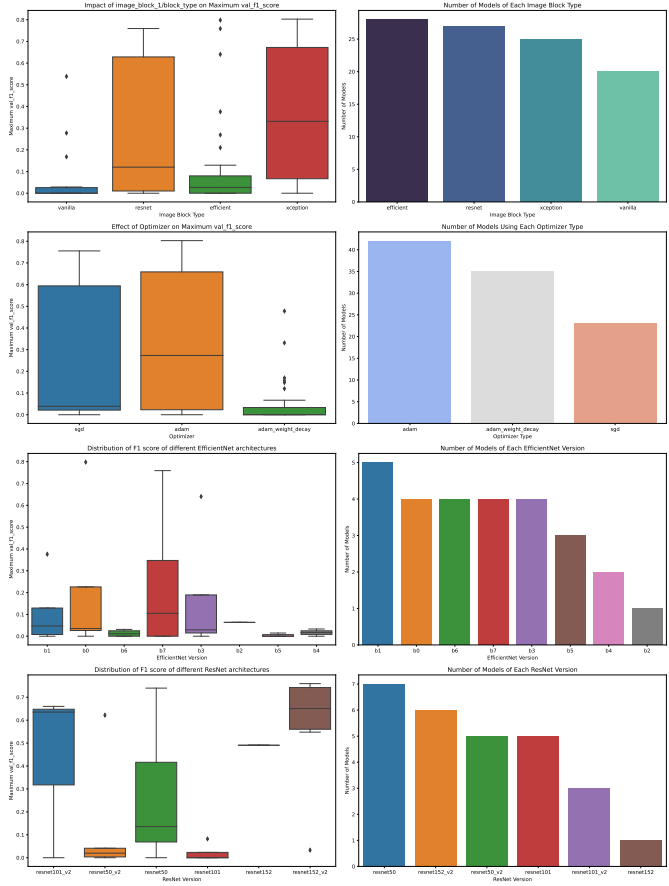 Impact of image_block_1/block_type on Maximum val_f1_score
Maximum val_f1_score
0.8
0.7
0.6
0.5
0.4
0.3
0.2
0.1
0.0
vanilla resnet efficient xception
Image Block Type
Number of Models of Each Image Block Type
Number of Models
25
20
15
10
5
0
efficient resnet xception vanilla
Image Block Type
Effect of Optimizer on Maximum val_f1_score
Maximum val_f1_score
0.8
0.7
0.6
0.5
0.4
0.3
0.2
0.1
0.0
sgd adam adam_weight_decay
Optimizer
Number of Models Using Each Optimizer Type
Number of Models
40
35
30
25
20
15
10
5
0
adam adam_weight_decay sgd
Optimizer Type
Distribution of F1 score of different EfficientNet architectures
Maximum val_f1_score
0.8
0.7
0.6
0.5
0.4
0.3
0.2
0.1
0.0
b1 b0 b6 b7 b3 b2 b5 b4
EfficientNet Version
Number of Models of Each EfficientNet Version
Number of Models
5
4
3
2
1
0
b1 b0 b6 b7 b3 b5 b4 b2
EfficientNet Version
Distribution of F1 score of different ResNet architectures
Maximum val_f1_score
0.7
0.6
0.5
0.4
0.3
0.2
0.1
0.0
resnet101_v2 resnet50_v2 resnet50 resnet101 resnet152 resnet152_v2
ResNet Version
Number of Models of Each ResNet Version
Number of Models
7
6
5
4
3
2
1
0
resnet50 resnet152_v2 resnet50_v2 resnet101 resnet101_v2 resnet152
ResNet Version